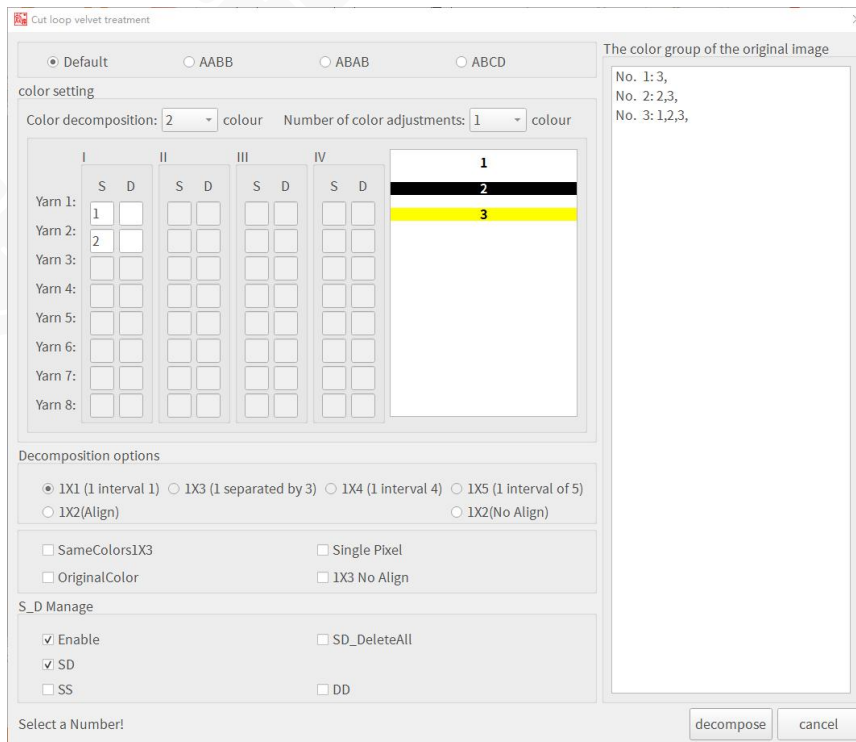 Cut loop velvet treatment
Default AABB ABAB ABCD
The color group of the original image
No. 1: 3,
No. 2: 2,3,
No. 3: 1,2,3,
color setting
Color decomposition: 2 colour Number of color adjustments: 1 colour
I II III IV
S D S D S D S D
1
2
3
Yarn 1: 1
Yarn 2: 2
Yarn 3:
Yarn 4:
Yarn 5:
Yarn 6:
Yarn 7:
Yarn 8:
Decomposition options
1X1 (1 interval 1) 1X3 (1 separated by 3) 1X4 (1 interval 4) 1X5 (1 interval of 5)
1X2(Align) 1X2(No Align)
SameColors1X3 Single Pixel
OriginalColor 1X3 No Align
S_D Manage
Enable SD_DeleteAll
SD
SS DD
Select a Number! decompose cancel